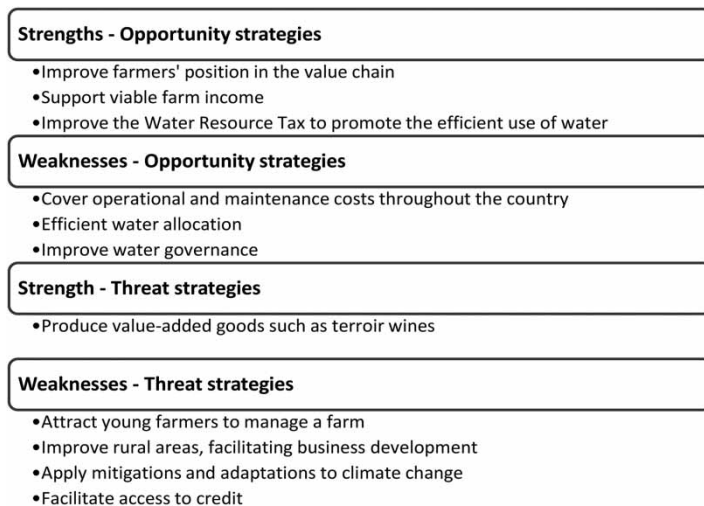 Strengths - Opportunity strategies
•Improve farmers' position in the value chain
•Support viable farm income
•Improve the Water Resource Tax to promote the efficient use of water
Weaknesses - Opportunity strategies
•Cover operational and maintenance costs throughout the country
•Efficient water allocation
•Improve water governance
Strength - Threat strategies
•Produce value-added goods such as terroir wines
Weaknesses - Threat strategies
•Attract young farmers to manage a farm
•Improve rural areas, facilitating business development
•Apply mitigations and adaptations to climate change
•Facilitate access to credit